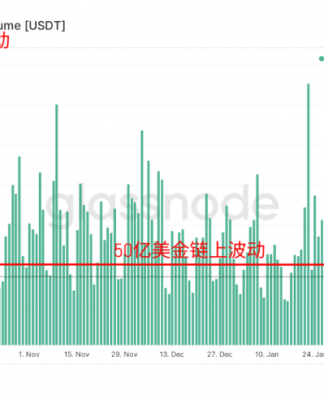 ume [USDT]
动
glassnode
50亿美金链上波动
1. Nov
15. Nov
29. Nov
13. Dec
27. Dec
10. Jan
24. Ja